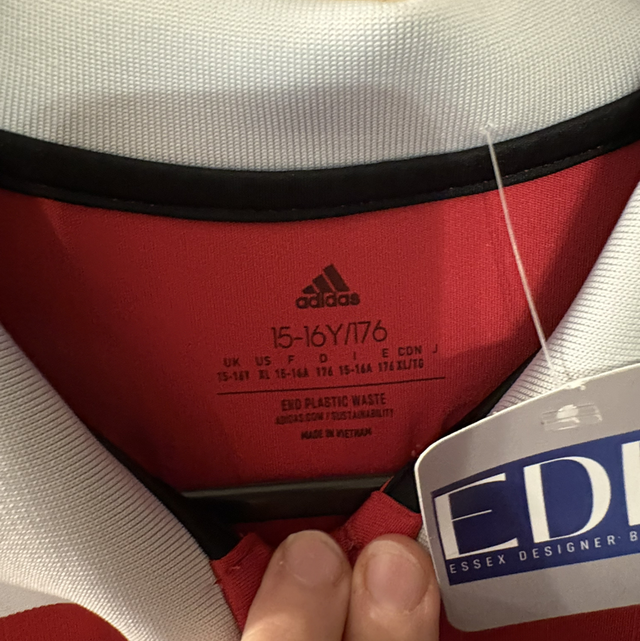 adidas
15-16Y/176
UK US F D I E CDN J
15-16Y XL 15-16A 176 15-16A 176 XL/TG
END PLASTIC WASTE
ADIDAS.COM/SUSTAINABILITY
MADE IN VIETNAM
ED
ESSEX DESIGNER B